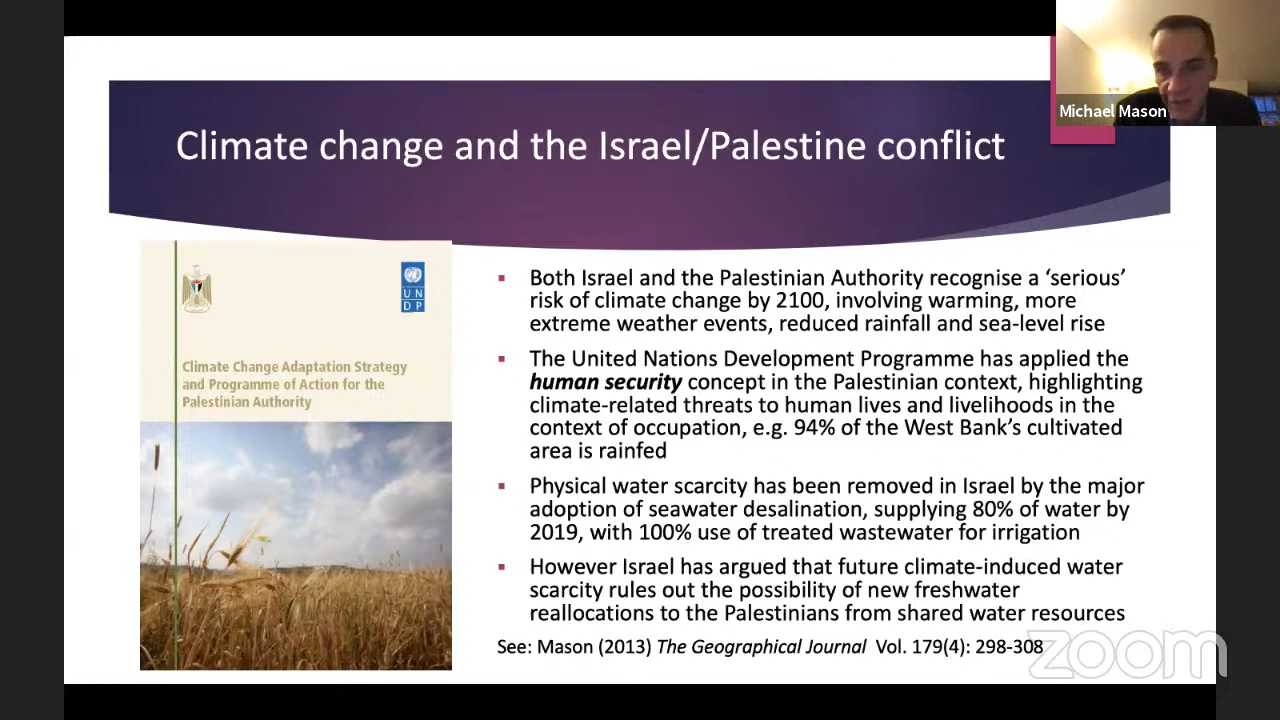 Michael Mason
Climate change and the Israel/Palestine conflict
UN
DP
Climate Change Adaptation Strategy
and Programme of Action for the
Palestinian Authority
▪ Both Israel and the Palestinian Authority recognise a ‘serious’
risk of climate change by 2100, involving warming, more
extreme weather events, reduced rainfall and sea-level rise
▪ The United Nations Development Programme has applied the
human security concept in the Palestinian context, highlighting
climate-related threats to human lives and livelihoods in the
context of occupation, e.g. 94% of the West Bank’s cultivated
area is rainfed
▪ Physical water scarcity has been removed in Israel by the major
adoption of seawater desalination, supplying 80% of water by
2019, with 100% use of treated wastewater for irrigation
▪ However Israel has argued that future climate-induced water
scarcity rules out the possibility of new freshwater
reallocations to the Palestinians from shared water resources
See: Mason (2013) The Geographical Journal Vol. 179(4): 298-308
zoom